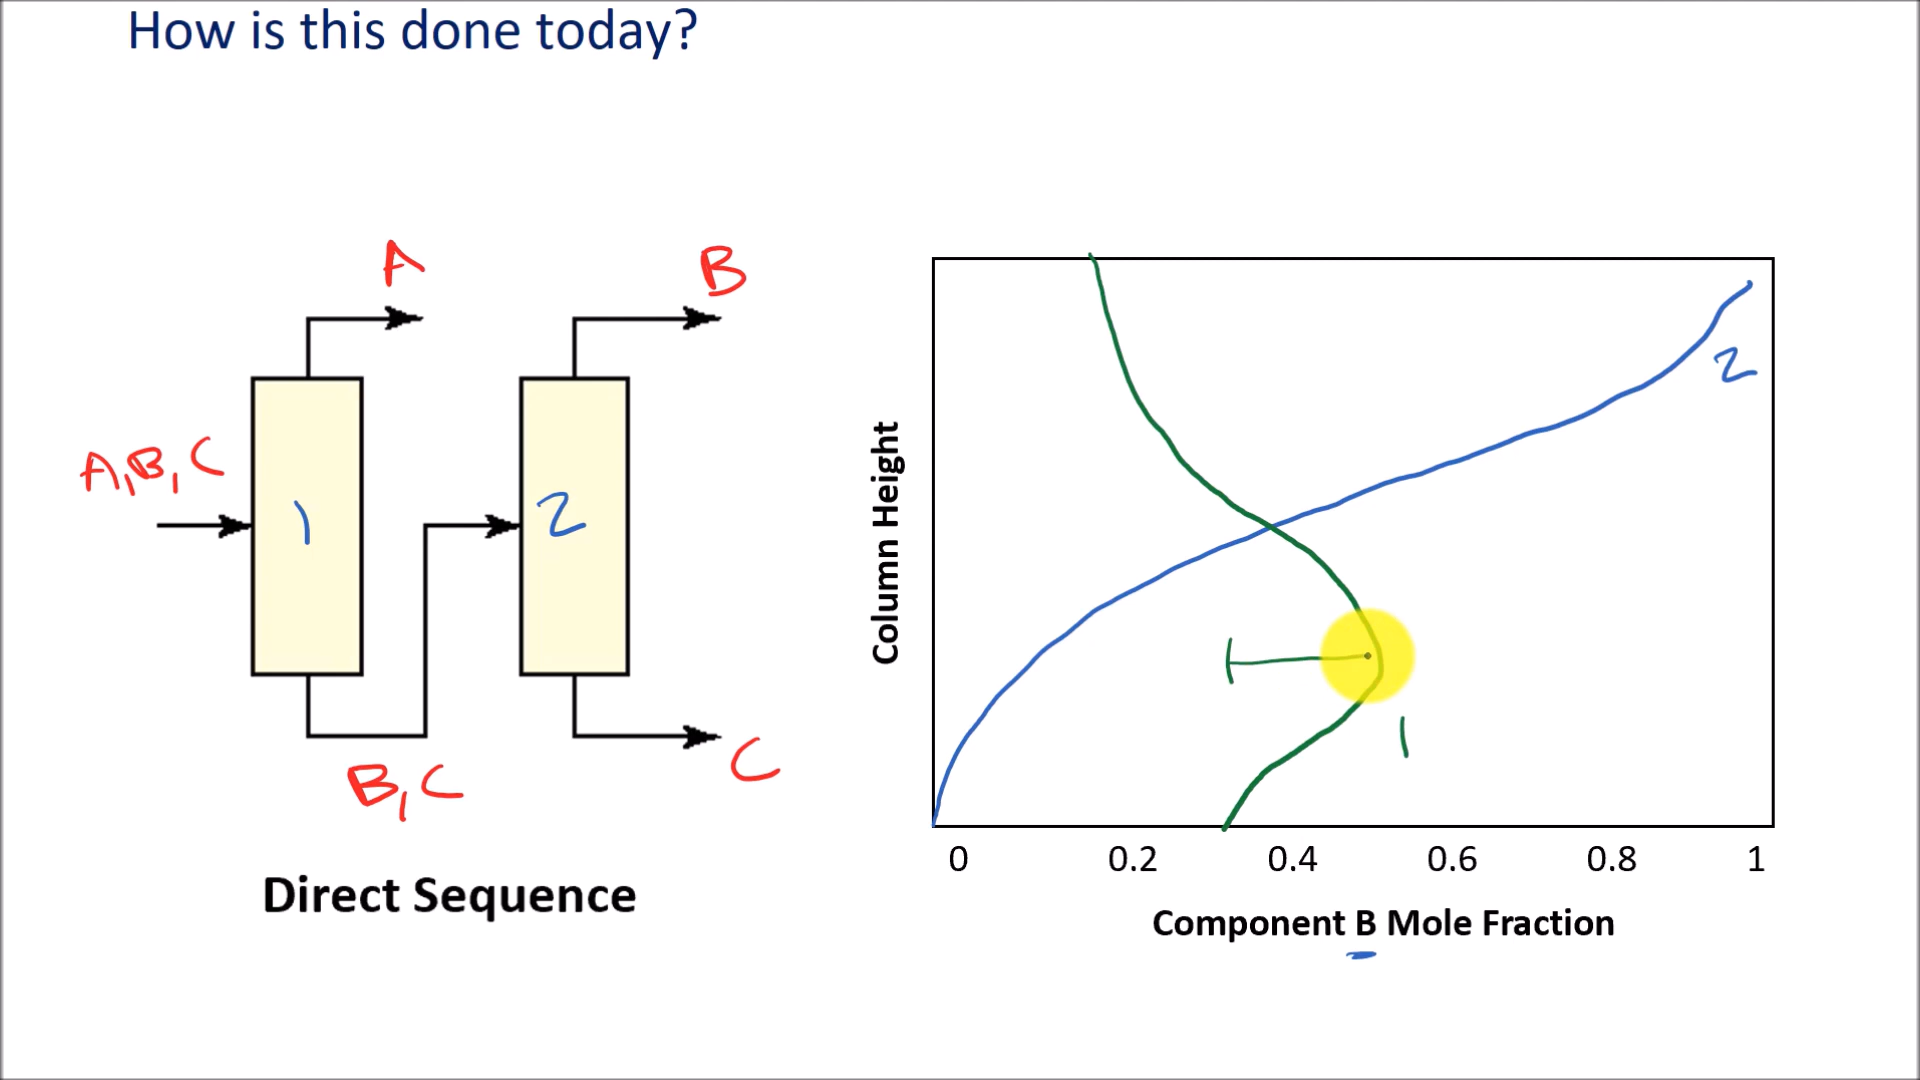 How is this done today?
A
B
A,B,C
1
2
B,C
C
Direct Sequence
Column Height
2
1
0 0.2 0.4 0.6 0.8 1
Component B Mole Fraction